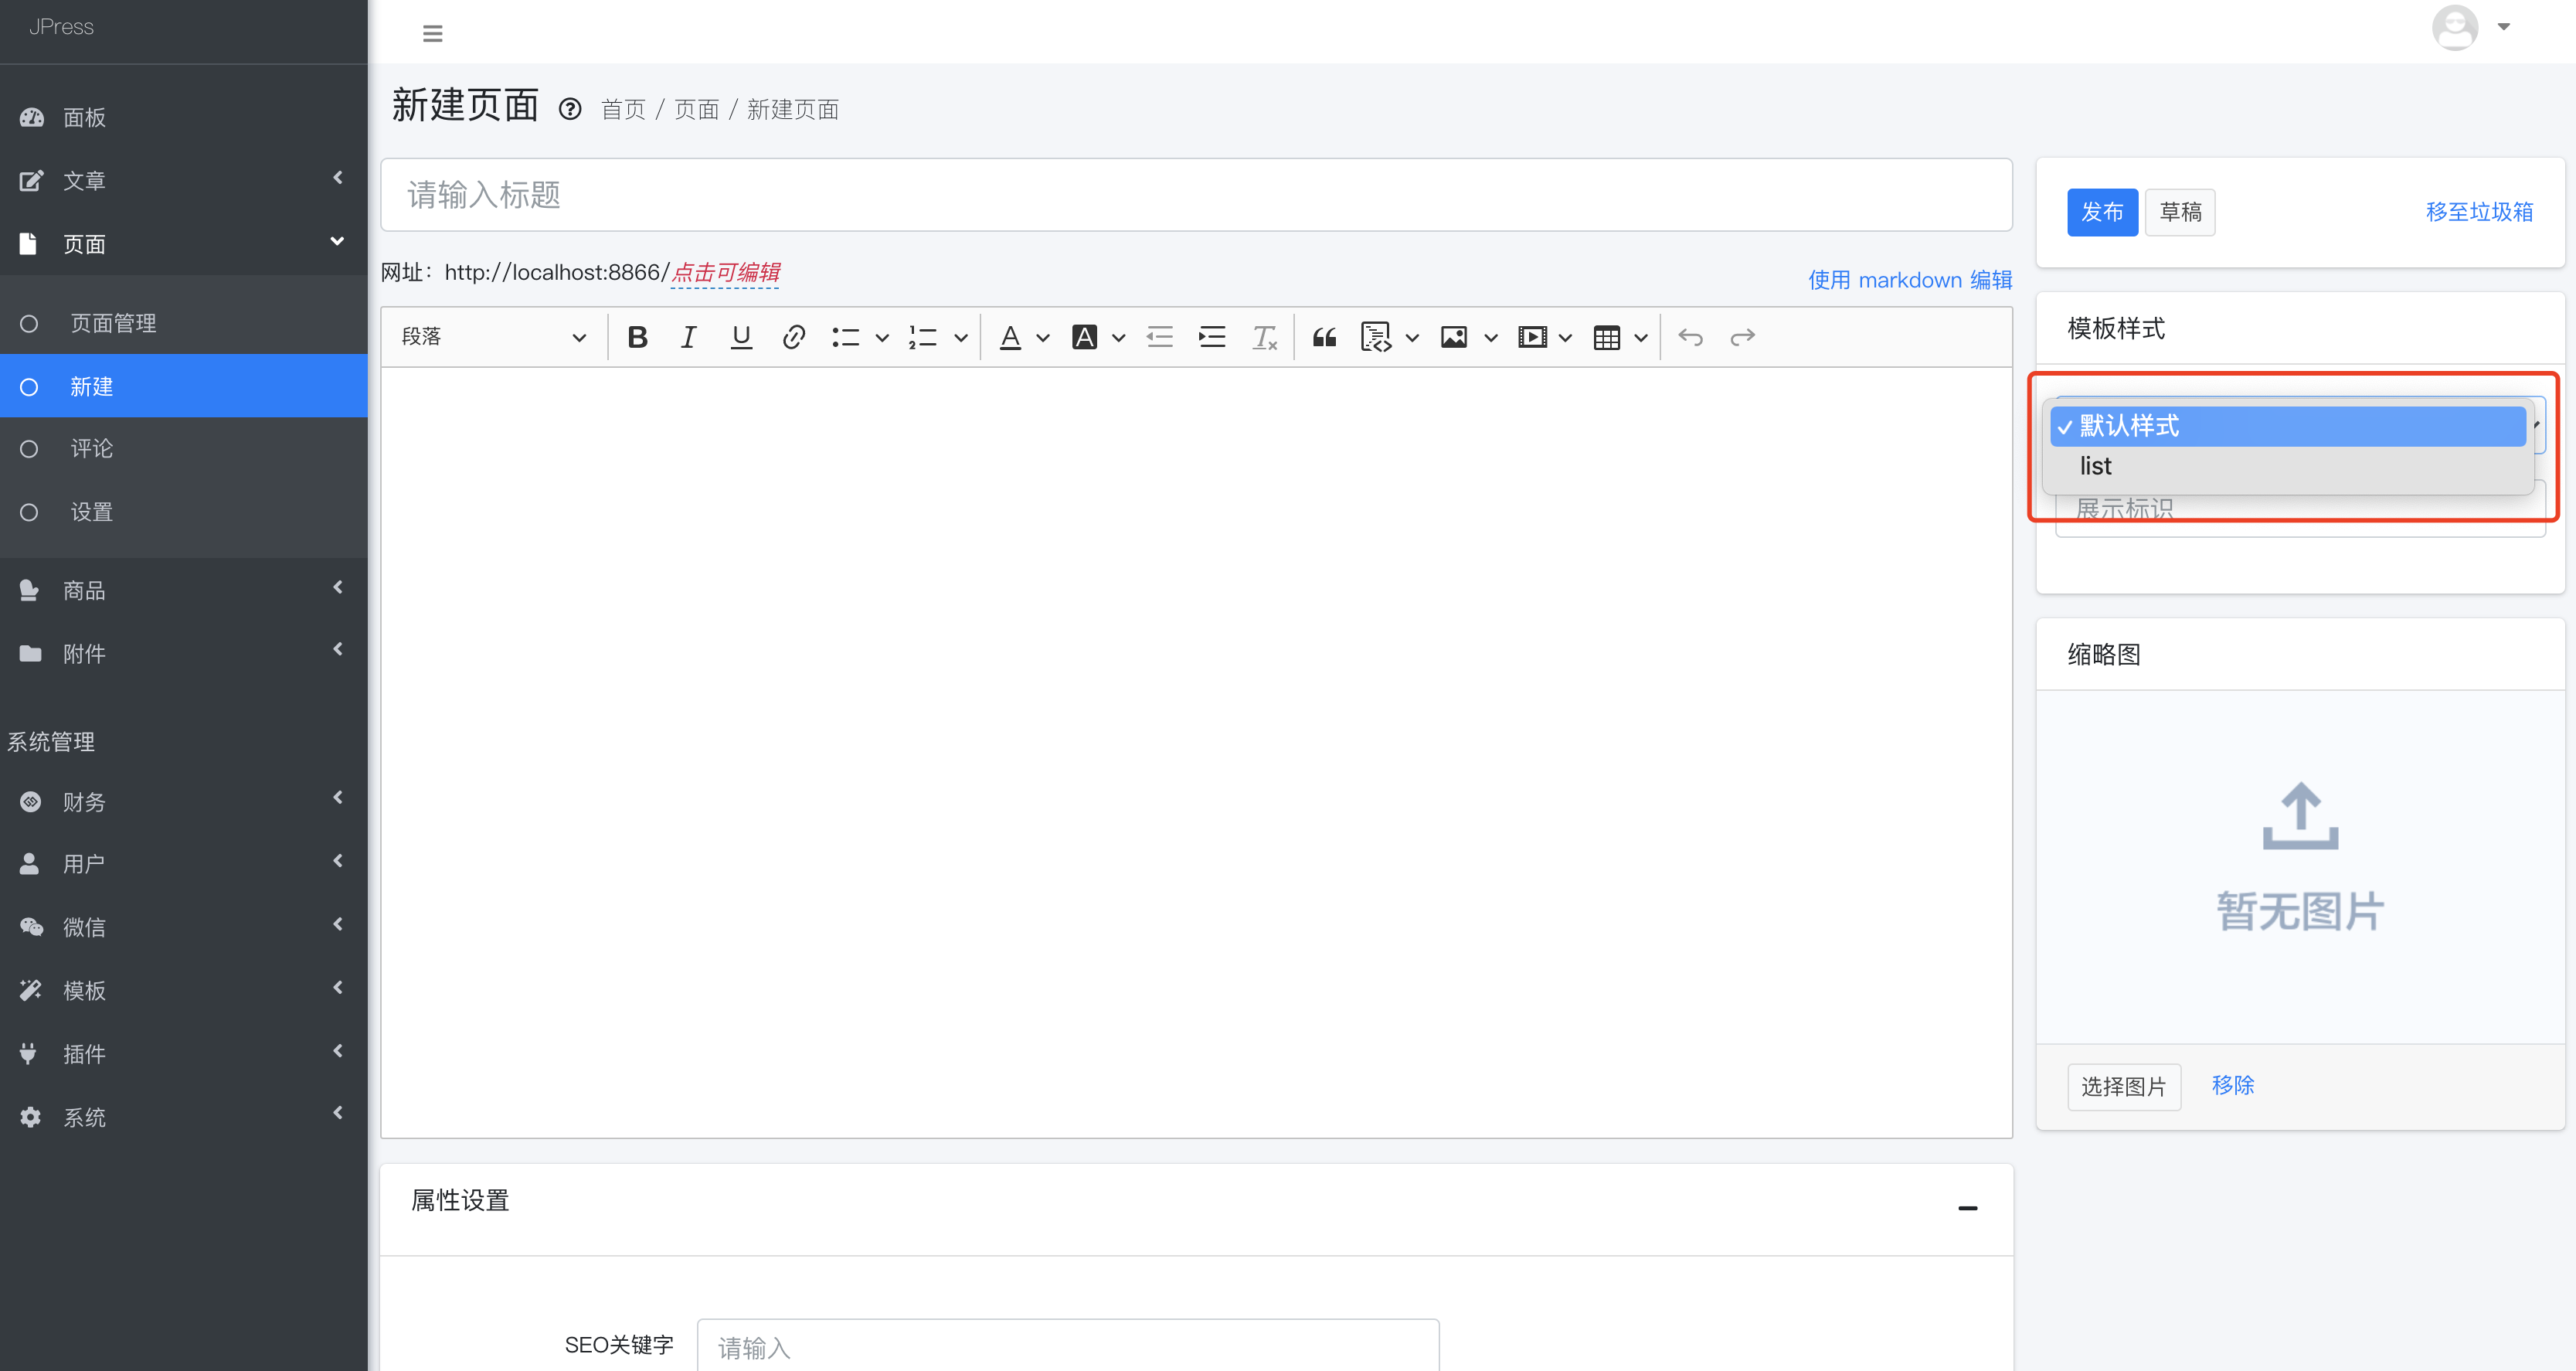 JPress
面板
文章
页面
页面管理
新建
评论
设置
商品
附件
系统管理
财务
用户
微信
模板
插件
系统
新建页面 首页 / 页面 / 新建页面
请输入标题
网址：http://localhost:8866/点击可编辑
使用 markdown 编辑
段落
属性设置
SEO关键字 请输入
发布 草稿 移至垃圾箱
模板样式
默认样式
list
展示标识
缩略图
暂无图片
选择图片 移除